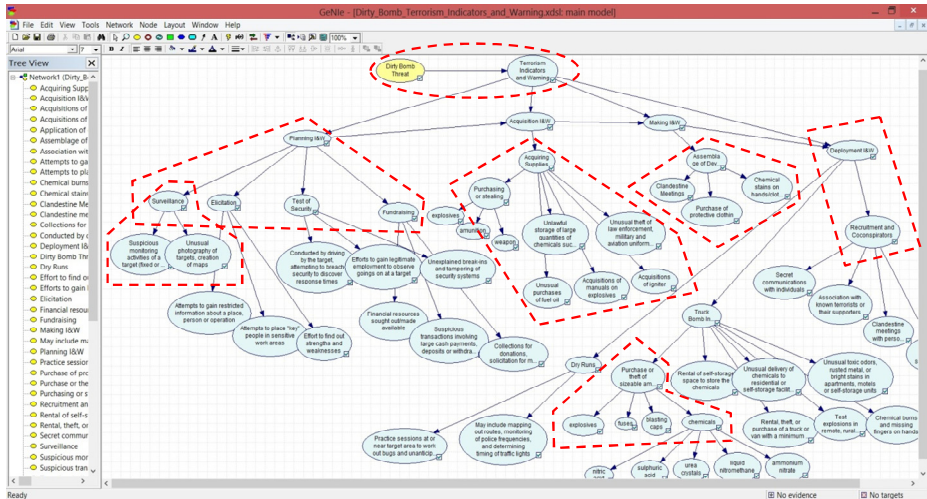 GeNIe - [Dirty_Bomb_Terrorism_Indicators_and_Warning.xdsl: main model]
File Edit View Tools Network Node Layout Window Help
100%
Arial
7
B I
Tree View
Network1 (Dirty_B
Acquiring Supp
Acquisition I&W
Acquisitions of
Acquisitions of
Application of
Assemblage of
Association wit
Attempts to ga
Attempts to pla
Chemical burns
Chemical stains
Clandestine Me
Clandestine me
Collections for
Conducted by d
Deployment I&
Dirty Bomb Thr
Dry Runs
Effort to find ou
Efforts to gain l
Elicitation
Financial resour
Fundraising
Making I&W
May include ma
Planning I&W
Practice session
Purchase of pro
Purchase or the
Purchasing or s
Recruitment an
Rental of self-s
Rental, theft, or
Secret commun
Surveillance
Suspicious mor
Suspicious tran
Dirty Bomb
Threat
Terrorism
Indicators
and Warning
Planning I&W
Acquisition I&W
Making I&W
Deployment I&W
Surveillance
Elicitation
Test of
Security
Fundraising
Suspicious
monitoring
activities of a
target (fixed or ...
Unusual
photography of
targets, creation
of maps
Conducted by driving
by the target,
attempting to breach
security to discover
response times
Efforts to gain legitimate
employment to observe
goings on at a target
Unexplained break-ins
and tampering of
security systems
Attempts to gain restricted
information about a place,
person or operation
Attempts to place "key"
people in sensitive
work areas
Effort to find out
strengths and
weaknesses
Financial resources
sought out/made
available
Suspicious
transactions involving
large cash payments,
deposits or withdra...
Collections for
donations,
solicitation for m...
Acquiring
Supplies
Purchasing
or stealing
explosives
amunition
weapon
Unlawful
storage of large
quantities of
chemicals suc...
Unusual theft of
law enforcement,
military and
aviation uniform...
Unusual
purchases
of fuel oil
Acquisitions of
manuals on
explosives
Acquisitions
of igniter
Assembla
ge of Dev...
Clandestine
Meetings
Purchase of
protective clothin
Chemical
stains on
hands/clot
Recruitment and
Coconspirators
Secret
communications
with individuals
Association with
known terrorists or
their supporters
Clandestine
meetings
with perso...
Truck
Bomb In...
Dry Runs
Practice sessions at or
near target area to work
out bugs and unanticip...
May include mapping
out routes, monitoring
of police frequencies,
and determining
timing of traffic lights
Purchase or
theft of
sizeable am...
explosives
fuses
blasting
caps
chemicals
nitric
acid
sulphuric
acid
urea
crystals
liquid
nitromethane
ammonium
nitrate
Rental of self-storage
space to store the
chemicals
Unusual delivery of
chemicals to
residential or
self-storage facilit...
Unusual toxic odors,
rusted metal, or
bright stains in
apartments, motels
or self-storage units
Rental, theft, or
purchase of a truck or
van with a minimum ...
Test
explosions in
remote, rural...
Chemical burns
and missing
fingers on hands
Ready
No evidence
No targets